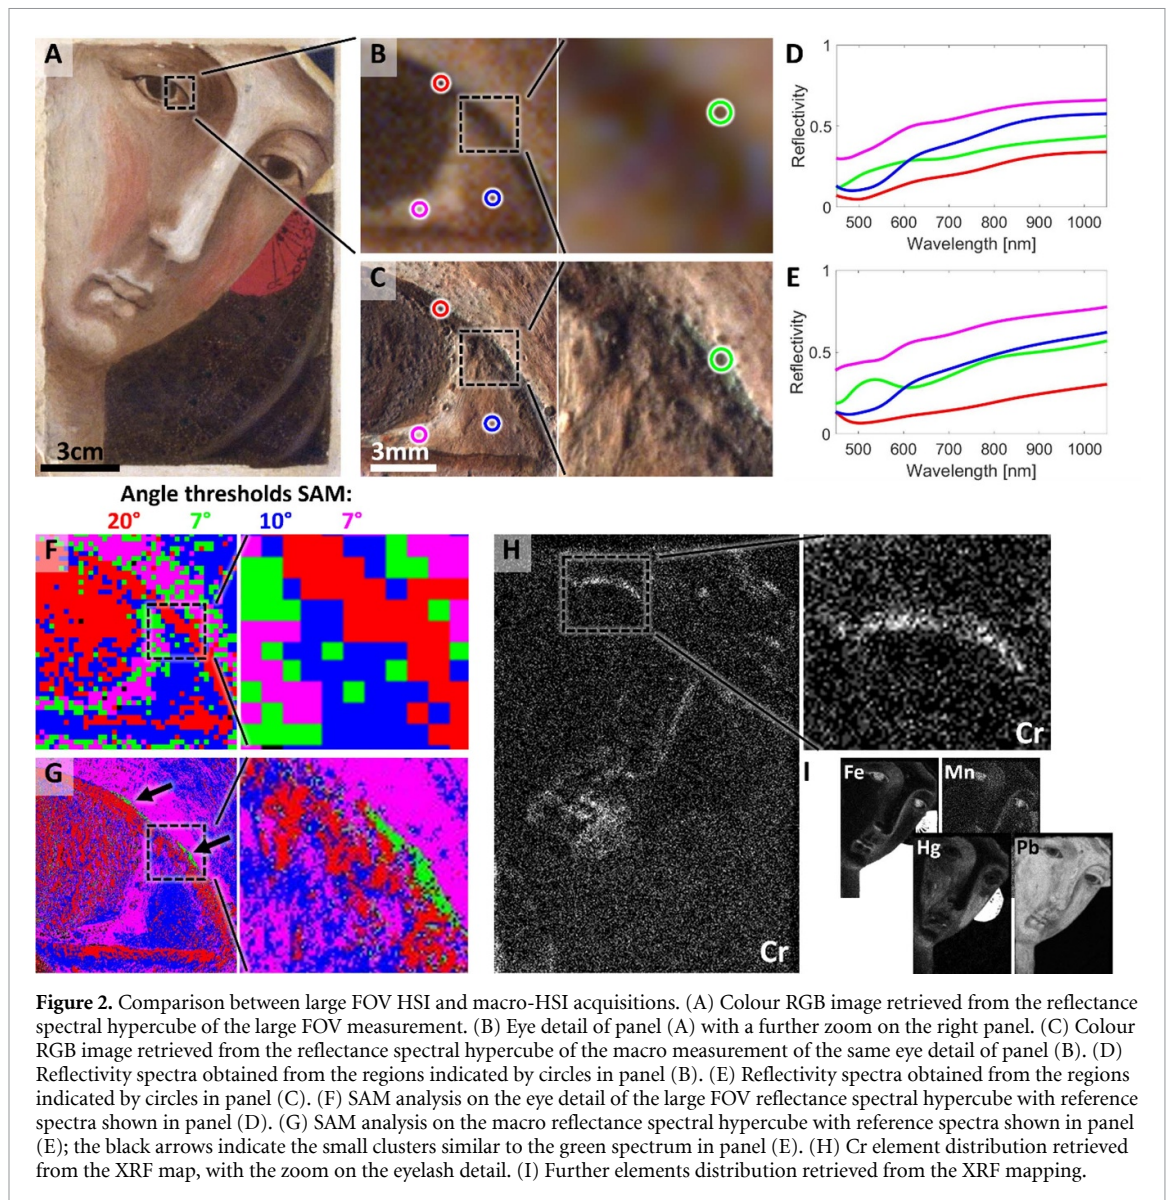 A
3cm
B
C
3mm
D
1
0.5
0
Reflectivity
500 600 700 800 900 1000
Wavelength [nm]
E
1
0.5
0
Reflectivity
500 600 700 800 900 1000
Wavelength [nm]
Angle thresholds SAM:
20° 7° 10° 7°
F
G
H
Cr
Cr
I
Fe
Mn
Hg
Pb
Figure 2. Comparison between large FOV HSI and macro-HSI acquisitions. (A) Colour RGB image retrieved from the reflectance
spectral hypercube of the large FOV measurement. (B) Eye detail of panel (A) with a further zoom on the right panel. (C) Colour
RGB image retrieved from the reflectance spectral hypercube of the macro measurement of the same eye detail of panel (B). (D)
Reflectivity spectra obtained from the regions indicated by circles in panel (B). (E) Reflectivity spectra obtained from the regions
indicated by circles in panel (C). (F) SAM analysis on the eye detail of the large FOV reflectance spectral hypercube with reference
spectra shown in panel (D). (G) SAM analysis on the macro reflectance spectral hypercube with reference spectra shown in panel
(E); the black arrows indicate the small clusters similar to the green spectrum in panel (E). (H) Cr element distribution retrieved
from the XRF map, with the zoom on the eyelash detail. (I) Further elements distribution retrieved from the XRF mapping.